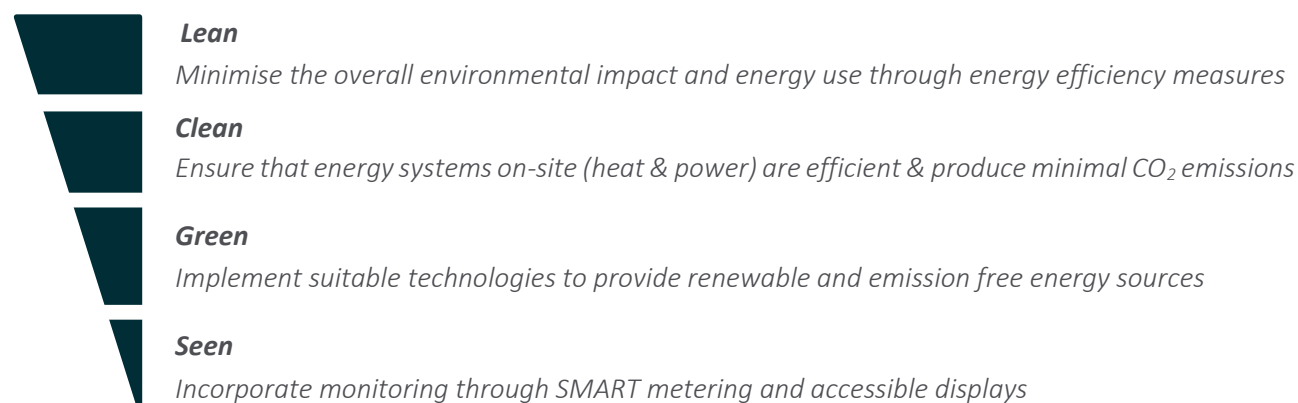 Lean
Minimise the overall environmental impact and energy use through energy efficiency measures
Clean
Ensure that energy systems on-site (heat & power) are efficient & produce minimal CO₂ emissions
Green
Implement suitable technologies to provide renewable and emission free energy sources
Seen
Incorporate monitoring through SMART metering and accessible displays